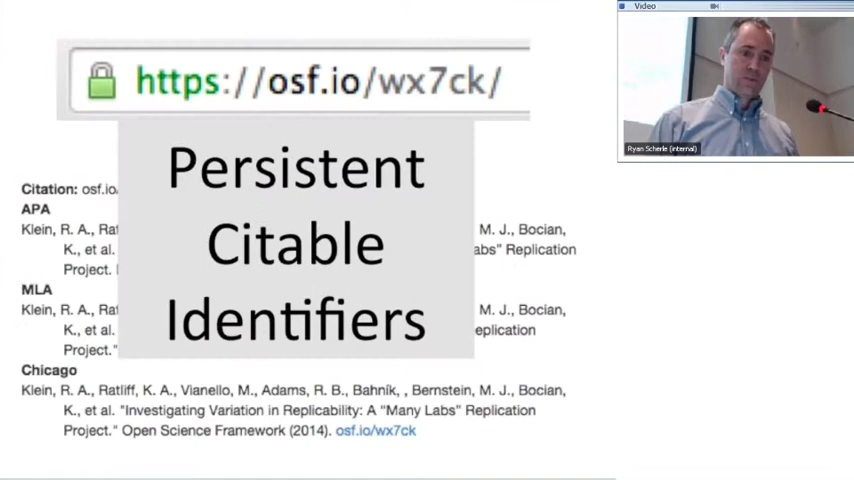 Video
https://osf.io/wx7ck/
Ryan Scherle (internal)
Persistent
Citable
Identifiers
Citation: osf.io/
APA
Klein, R. A., Rat M. J., Bocian,
K., et al. abs" Replication
Project.
MLA
Klein, R. A., Rat M. J., Bocian,
K., et al. eplication
Project."
Chicago
Klein, R. A., Ratliff, K. A., Vianello, M., Adams, R. B., Bahník, , Bernstein, M. J., Bocian,
K., et al. "Investigating Variation in Replicability: A "Many Labs" Replication
Project." Open Science Framework (2014). osf.io/wx7ck